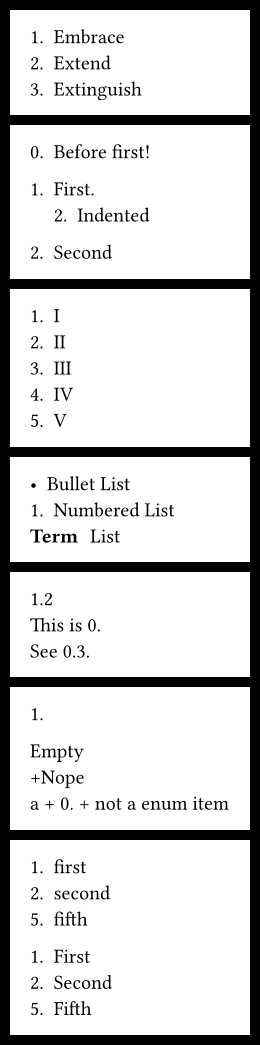 1. Embrace
2. Extend
3. Extinguish
0. Before first!
1. First.
2. Indented
2. Second
1. I
2. II
3. III
4. IV
5. V
• Bullet List
1. Numbered List
Term List
1.2
This is 0.
See 0.3.
1.
Empty
+Nope
a + 0. + not a enum item
1. first
2. second
5. fifth
1. First
2. Second
5. Fifth